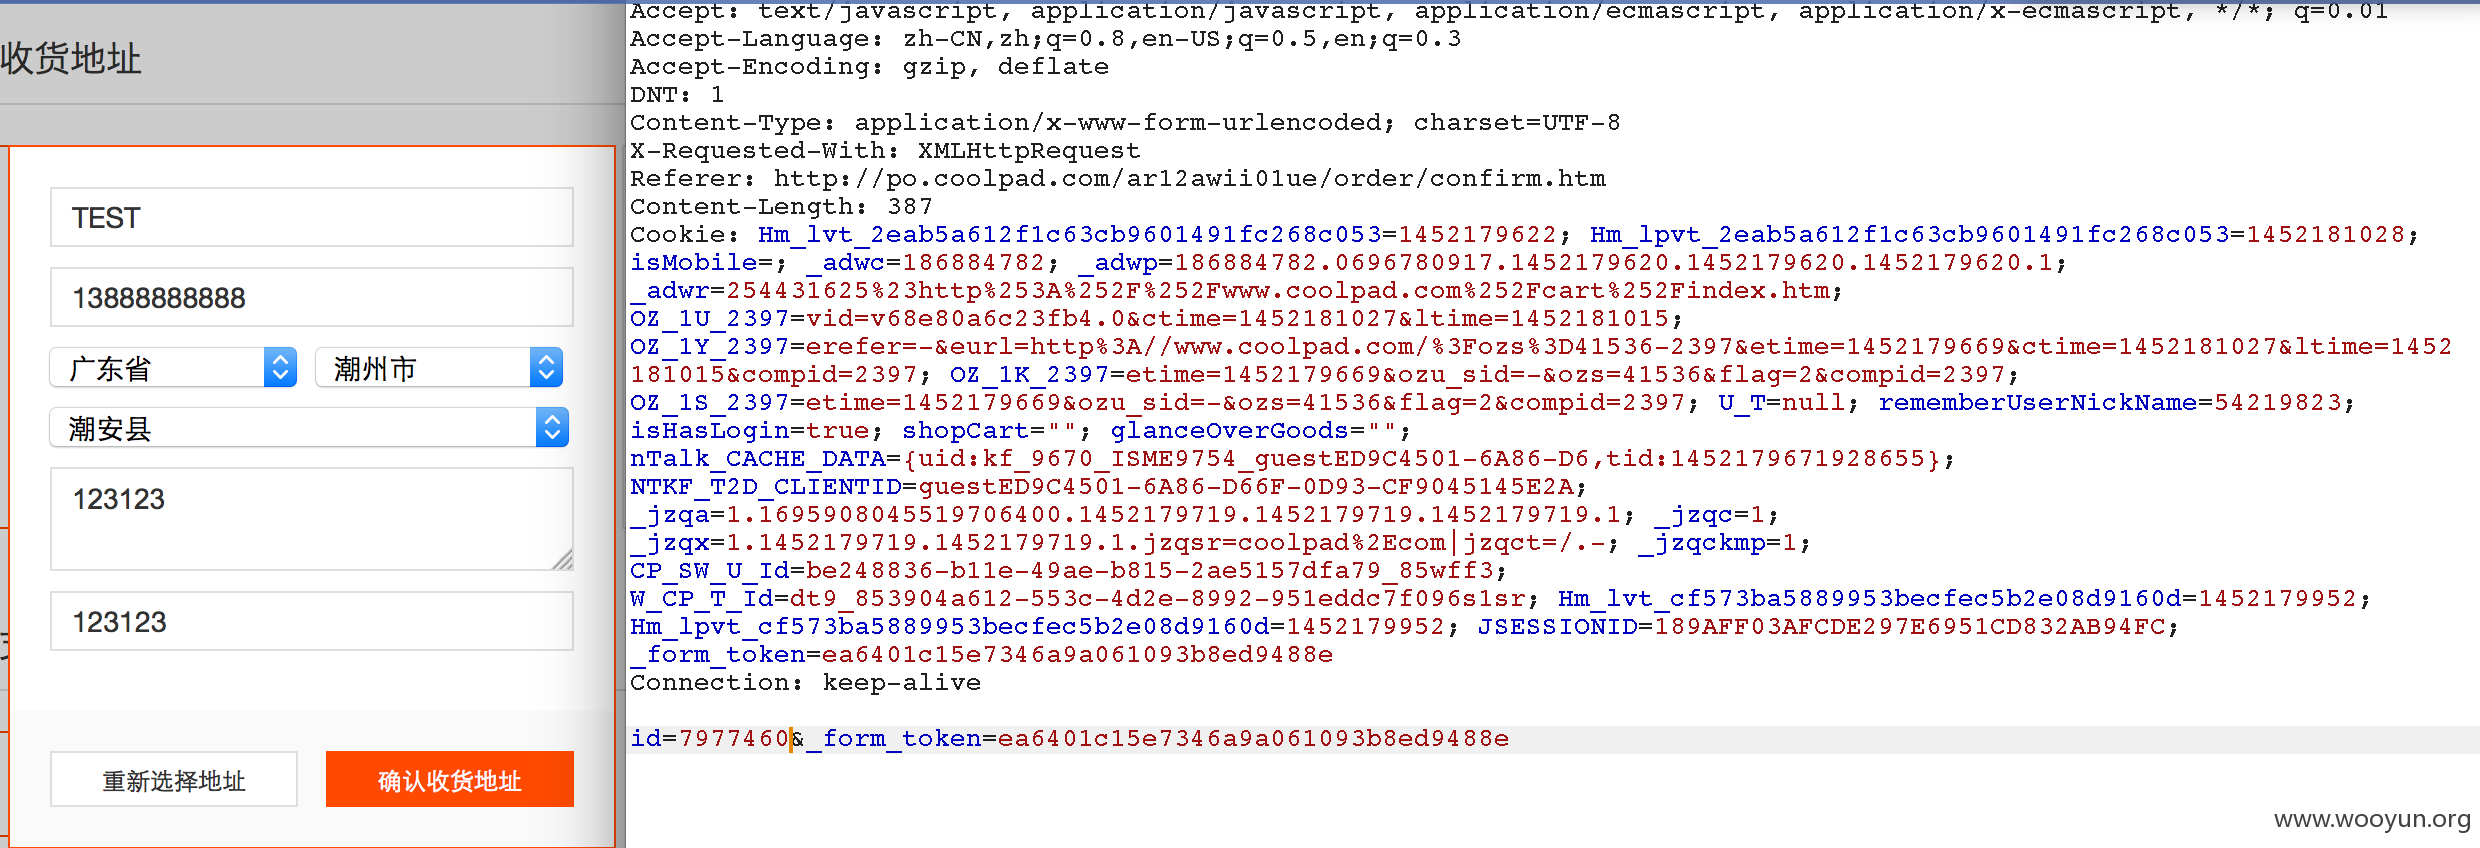 收货地址
TEST
13888888888
广东省
潮州市
潮安县
123123
123123
重新选择地址
确认收货地址
Accept: text/javascript, application/javascript, application/ecmascript, application/x-ecmascript, */*; q=0.01
Accept-Language: zh-CN,zh;q=0.8,en-US;q=0.5,en;q=0.3
Accept-Encoding: gzip, deflate
DNT: 1
Content-Type: application/x-www-form-urlencoded; charset=UTF-8
X-Requested-With: XMLHttpRequest
Referer: http://po.coolpad.com/ar12awii01ue/order/confirm.htm
Content-Length: 387
Cookie: Hm_lvt_2eab5a612f1c63cb9601491fc268c053=1452179622; Hm_lpvt_2eab5a612f1c63cb9601491fc268c053=1452181028;
isMobile=; _adwc=186884782; _adwp=186884782.0696780917.1452179620.1452179620.1452179620.1;
_adwr=254431625%23http%253A%252F%252Fwww.coolpad.com%252Fcart%252Findex.htm;
OZ_1U_2397=vid=v68e80a6c23fb4.0&ctime=1452181027&ltime=1452181015;
OZ_1Y_2397=erefer=-&eurl=http%3A//www.coolpad.com/%3Fozs%3D41536-2397&etime=1452179669&ctime=1452181027&ltime=1452
181015&compid=2397; OZ_1K_2397=etime=1452179669&ozu_sid=-&ozs=41536&flag=2&compid=2397;
OZ_1S_2397=etime=1452179669&ozu_sid=-&ozs=41536&flag=2&compid=2397; U_T=null; rememberUserNickName=54219823;
isHasLogin=true; shopCart=""; glanceOverGoods="";
nTalk_CACHE_DATA={uid:kf_9670_ISME9754_guestED9C4501-6A86-D6,tid:1452179671928655};
NTKF_T2D_CLIENTID=guestED9C4501-6A86-D66F-0D93-CF9045145E2A;
_jzqa=1.1695908045519706400.1452179719.1452179719.1452179719.1; _jzqc=1;
_jzqx=1.1452179719.1452179719.1.jzqsr=coolpad%2Ecom|jzqct=/.-; _jzqckmp=1;
CP_SW_U_Id=be248836-b11e-49ae-b815-2ae5157dfa79_85wff3;
W_CP_T_Id=dt9_853904a612-553c-4d2e-8992-951eddc7f096s1sr; Hm_lvt_cf573ba5889953becfec5b2e08d9160d=1452179952;
Hm_lpvt_cf573ba5889953becfec5b2e08d9160d=1452179952; JSESSIONID=189AFF03AFCDE297E6951CD832AB94FC;
_form_token=ea6401c15e7346a9a061093b8ed9488e
Connection: keep-alive
id=7977460&_form_token=ea6401c15e7346a9a061093b8ed9488e
www.wooyun.org